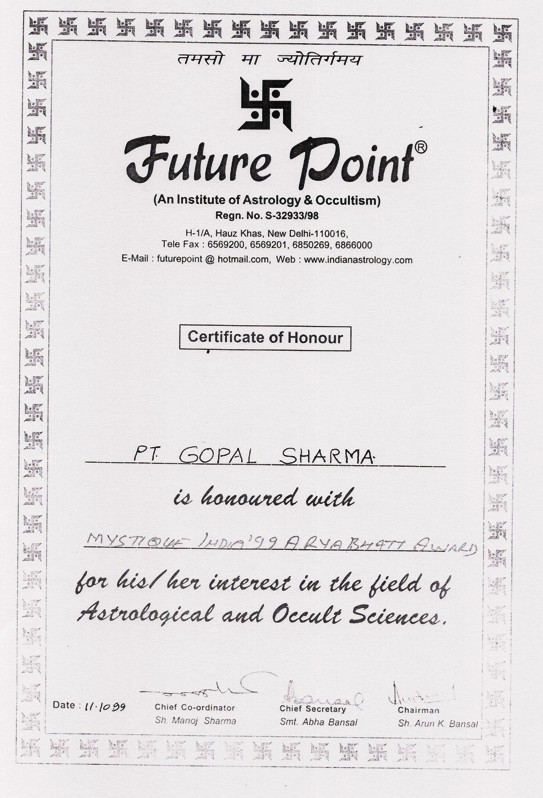 तमसो मा ज्योतिर्गमय
Future Point®
(An Institute of Astrology & Occultism)
Regn. No. S-32933/98
H-1/A, Hauz Khas, New Delhi-110016,
Tele Fax : 6569200, 6569201, 6850269, 6866000
E-Mail : futurepoint @ hotmail.com, Web : www.indianastrology.com
Certificate of Honour
PT. GOPAL SHARMA
is honoured with
MYSTIQUE INDIA'99 ARYABHATT AWARD
for his/her interest in the field of
Astrological and Occult Sciences.
Date : 11.10 99
Chief Co-ordinator Chief Secretary Chairman
Sh. Manoj Sharma Smt. Abha Bansal Sh. Arun K. Bansal